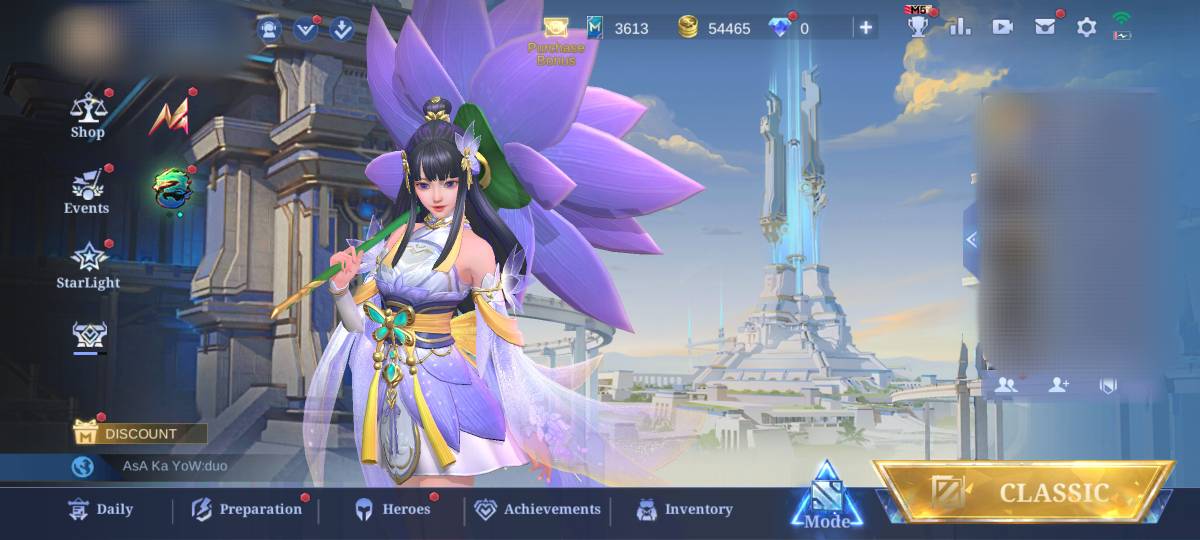 M5
3613
54465
0
Purchase
Bonus
Shop
Events
StarLight
DISCOUNT
AsA Ka YoW:duo
Daily
Preparation
Heroes
Achievements
Inventory
Mode
CLASSIC